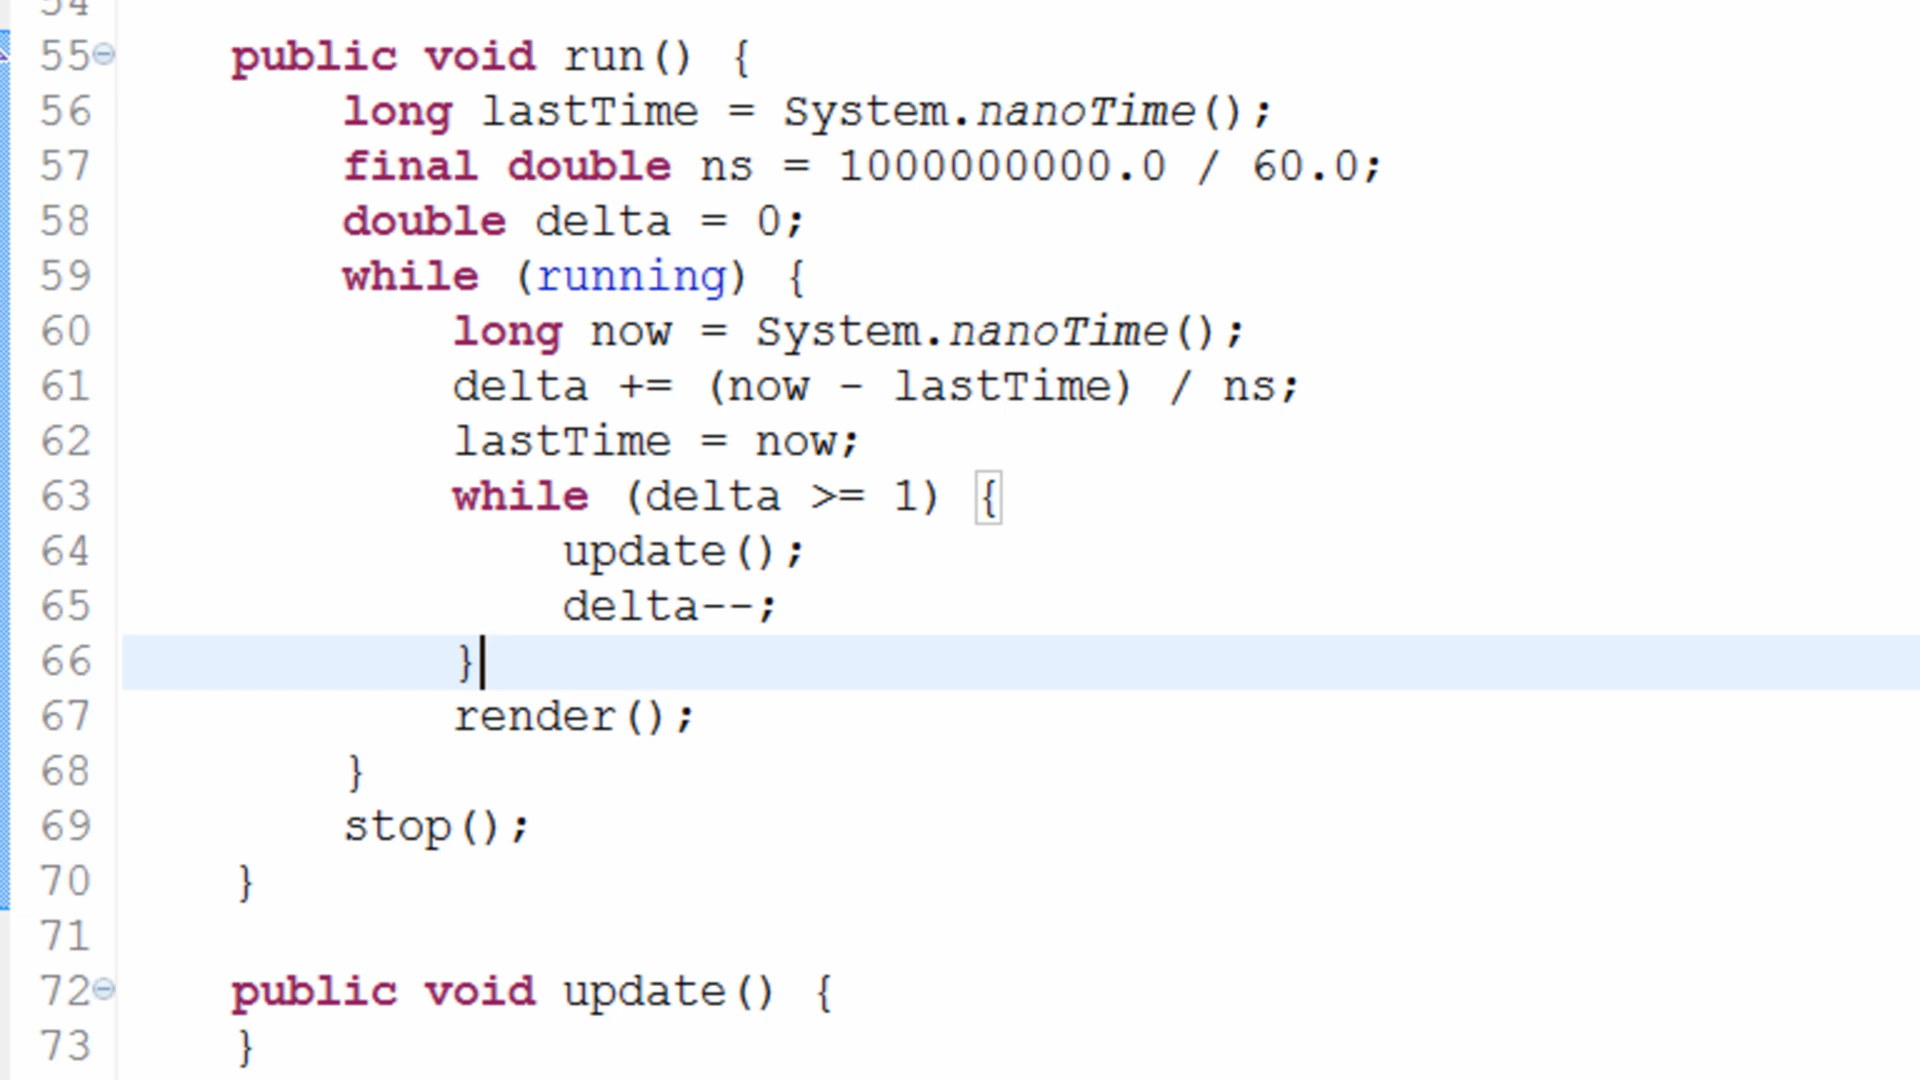 54
55 public void run() {
56 long lastTime = System.nanoTime();
57 final double ns = 1000000000.0 / 60.0;
58 double delta = 0;
59 while (running) {
60 long now = System.nanoTime();
61 delta += (now - lastTime) / ns;
62 lastTime = now;
63 while (delta >= 1) {
64 update();
65 delta--;
66 }
67 render();
68 }
69 stop();
70 }
71
72 public void update() {
73 }